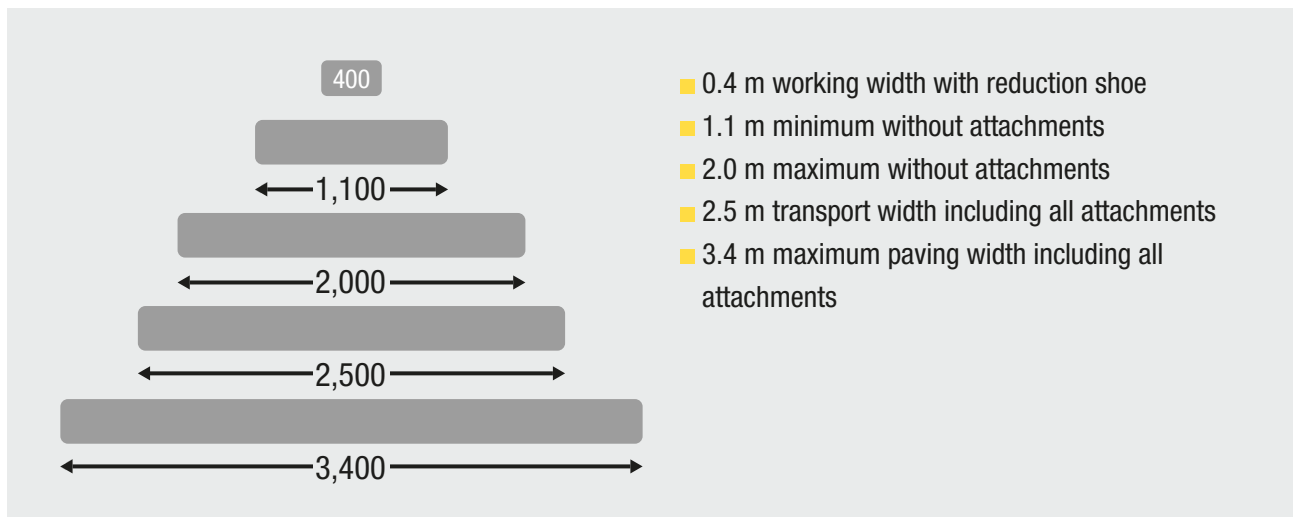 400
1,100
2,000
2,500
3,400
0.4 m working width with reduction shoe
1.1 m minimum without attachments
2.0 m maximum without attachments
2.5 m transport width including all attachments
3.4 m maximum paving width including all
attachments